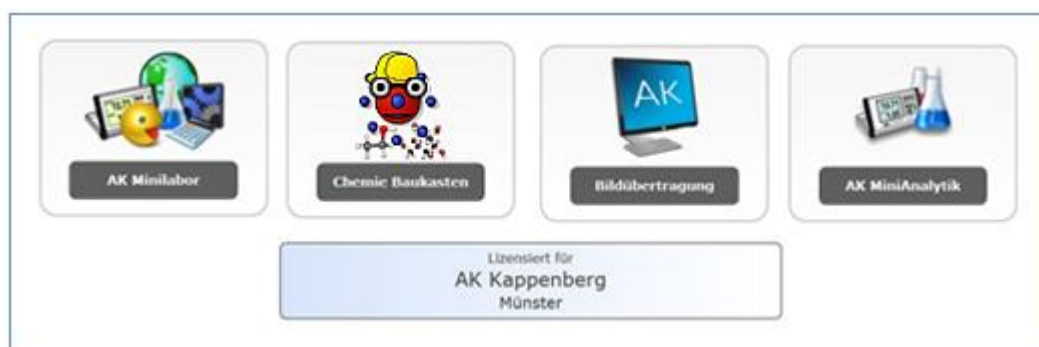 AK
AK Minilabor
Chemie Baukasten
Bildübertragung
AK MiniAnalytik
Lizensiert für
AK Kappenberg
Münster